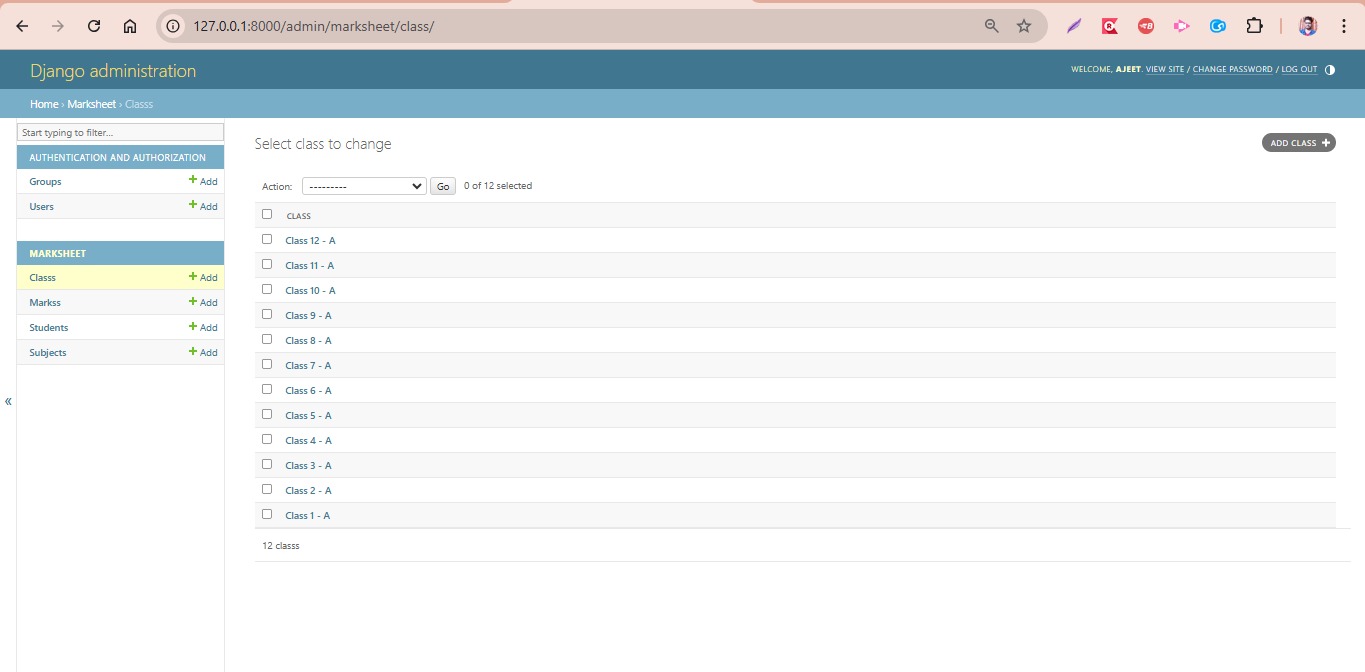 127.0.0.1:8000/admin/marksheet/class/
Django administration
WELCOME, AJEET. VIEW SITE / CHANGE PASSWORD / LOG OUT
Home › Marksheet › Classs
Start typing to filter...
AUTHENTICATION AND AUTHORIZATION
Groups + Add
Users + Add
MARKSHEET
Classs + Add
Markss + Add
Students + Add
Subjects + Add
«
Select class to change
ADD CLASS +
Action: --------- Go 0 of 12 selected
CLASS
Class 12 - A
Class 11 - A
Class 10 - A
Class 9 - A
Class 8 - A
Class 7 - A
Class 6 - A
Class 5 - A
Class 4 - A
Class 3 - A
Class 2 - A
Class 1 - A
12 classs